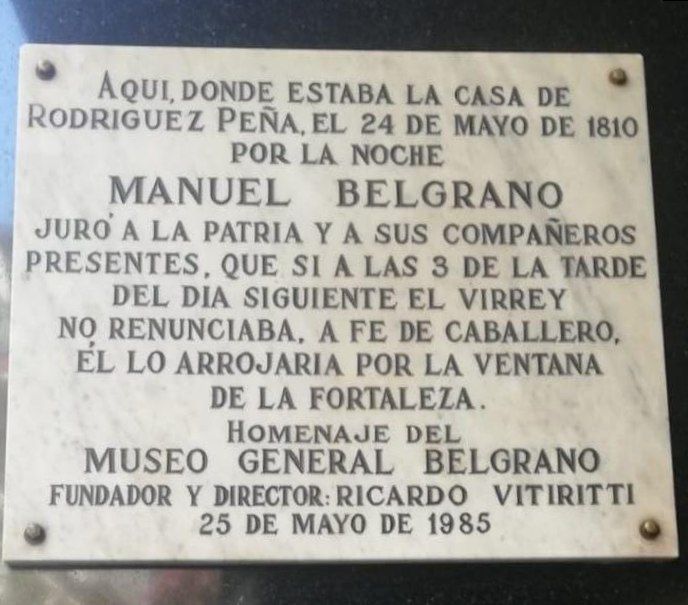 AQUI, DONDE ESTABA LA CASA DE
RODRIGUEZ PEÑA, EL 24 DE MAYO DE 1810
POR LA NOCHE
MANUEL BELGRANO
JURÓ A LA PATRIA Y A SUS COMPAÑEROS
PRESENTES, QUE SI A LAS 3 DE LA TARDE
DEL DIA SIGUIENTE EL VIRREY
NO RENUNCIABA, A FE DE CABALLERO,
ÉL LO ARROJARIA POR LA VENTANA
DE LA FORTALEZA.
HOMENAJE DEL
MUSEO GENERAL BELGRANO
FUNDADOR Y DIRECTOR: RICARDO VITIRITTI
25 DE MAYO DE 1985